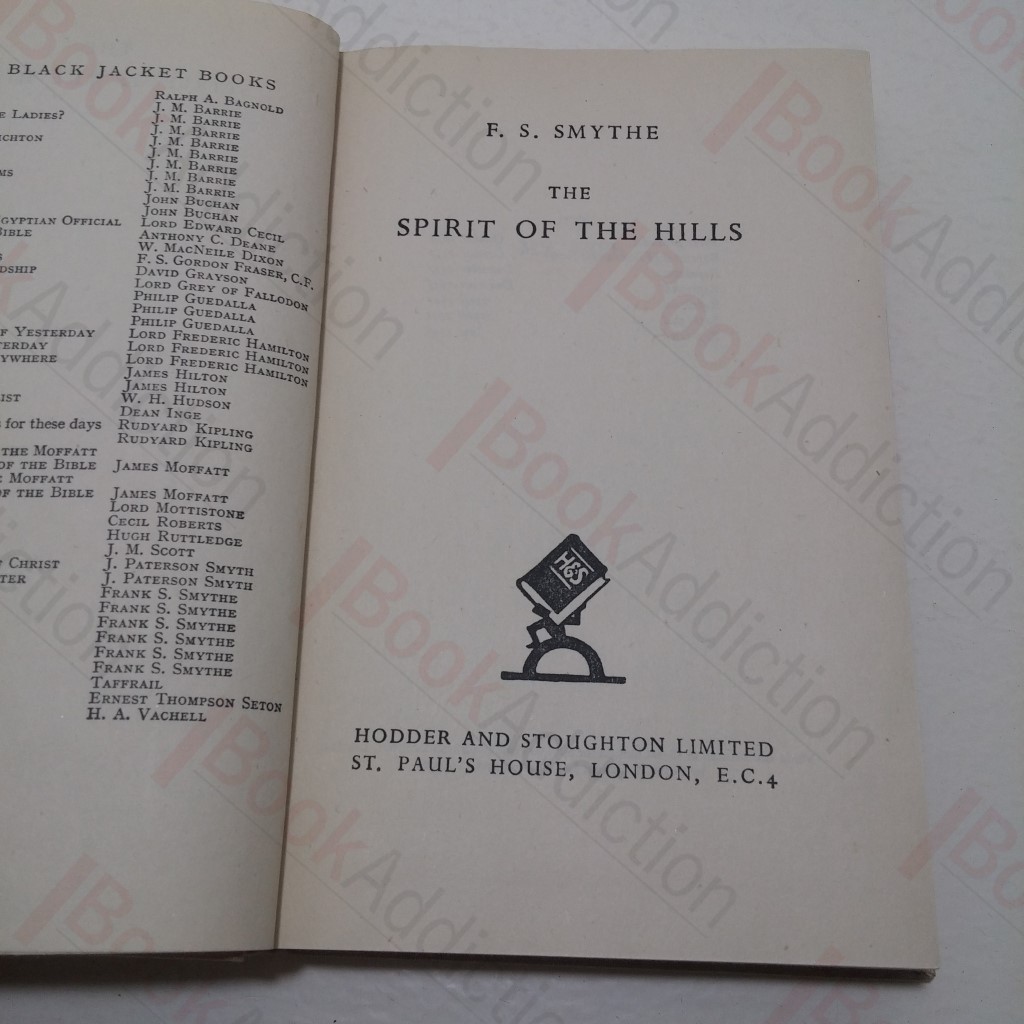 BLACK JACKET BOOKS
RALPH A. BAGNOLD
J. M. BARRIE
E LADIES? J. M. BARRIE
J. M. BARRIE
ICHTON J. M. BARRIE
J. M. BARRIE
J. M. BARRIE
MS J. M. BARRIE
JOHN BUCHAN
JOHN BUCHAN
GYPTIAN OFFICIAL LORD EDWARD CECIL
BIBLE ANTHONY C. DEANE
W. MACNEILE DIXON
S F. S. GORDON FRASER, C.F.
DSHIP DAVID GRAYSON
LORD GREY OF FALLODON
PHILIP GUEDALLA
PHILIP GUEDALLA
PHILIP GUEDALLA
OF YESTERDAY LORD FREDERIC HAMILTON
TERDAY LORD FREDERIC HAMILTON
YWHERE LORD FREDERIC HAMILTON
JAMES HILTON
JAMES HILTON
IST W. H. HUDSON
DEAN INGE
s for these days RUDYARD KIPLING
RUDYARD KIPLING
THE MOFFATT
OF THE BIBLE JAMES MOFFATT
E MOFFATT
OF THE BIBLE JAMES MOFFATT
LORD MOTTISTONE
CECIL ROBERTS
HUGH RUTTLEDGE
J. M. SCOTT
CHRIST J. PATERSON SMYTH
TER J. PATERSON SMYTH
FRANK S. SMYTHE
FRANK S. SMYTHE
FRANK S. SMYTHE
FRANK S. SMYTHE
FRANK S. SMYTHE
FRANK S. SMYTHE
TAFFRAIL
ERNEST THOMPSON SETON
H. A. VACHELL
F. S. SMYTHE
THE
SPIRIT OF THE HILLS
H&S
HODDER AND STOUGHTON LIMITED
ST. PAUL'S HOUSE, LONDON, E.C.4
BookAddiction